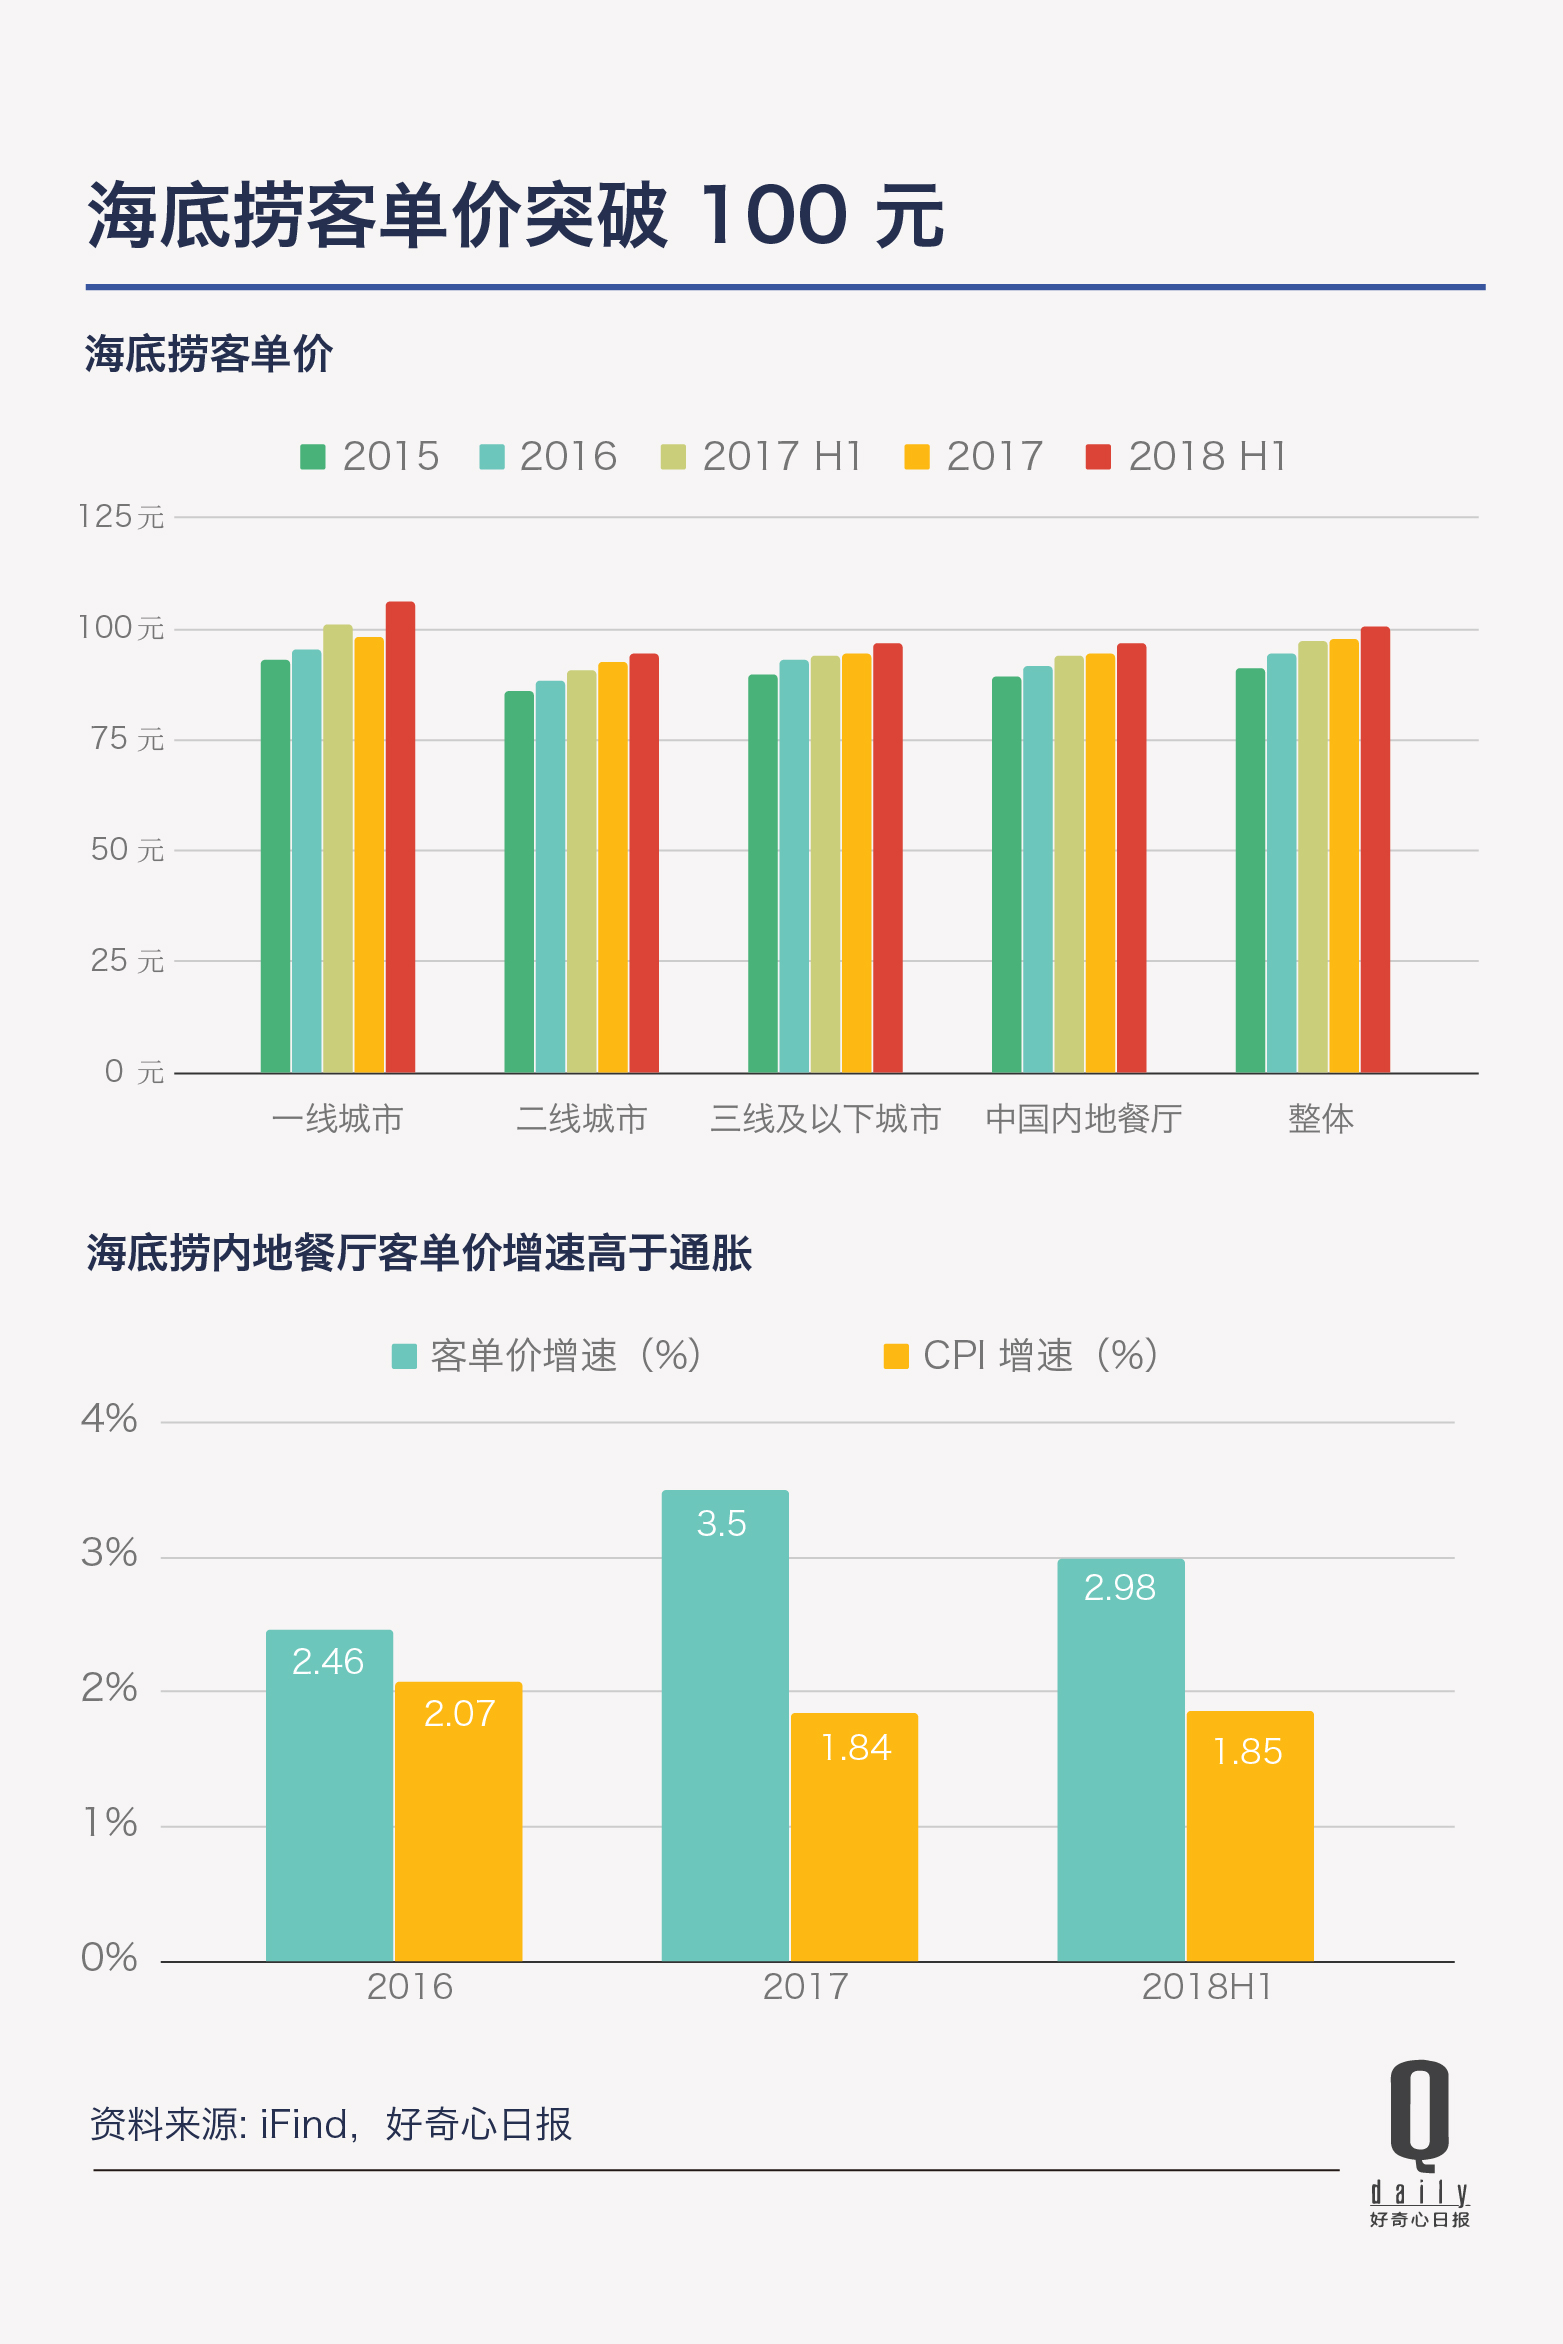 海底捞客单价突破 100 元
海底捞客单价
2015 2016 2017 H1 2017 2018 H1
125元
100元
75 元
50 元
25 元
0 元
一线城市 二线城市 三线及以下城市 中国内地餐厅 整体
海底捞内地餐厅客单价增速高于通胀
客单价增速（%） CPI 增速（%）
4%
3%
2%
1%
0%
2.46 2.07 3.5 1.84 2.98 1.85
2016 2017 2018H1
资料来源: iFind，好奇心日报
Q
daily
好奇心日报